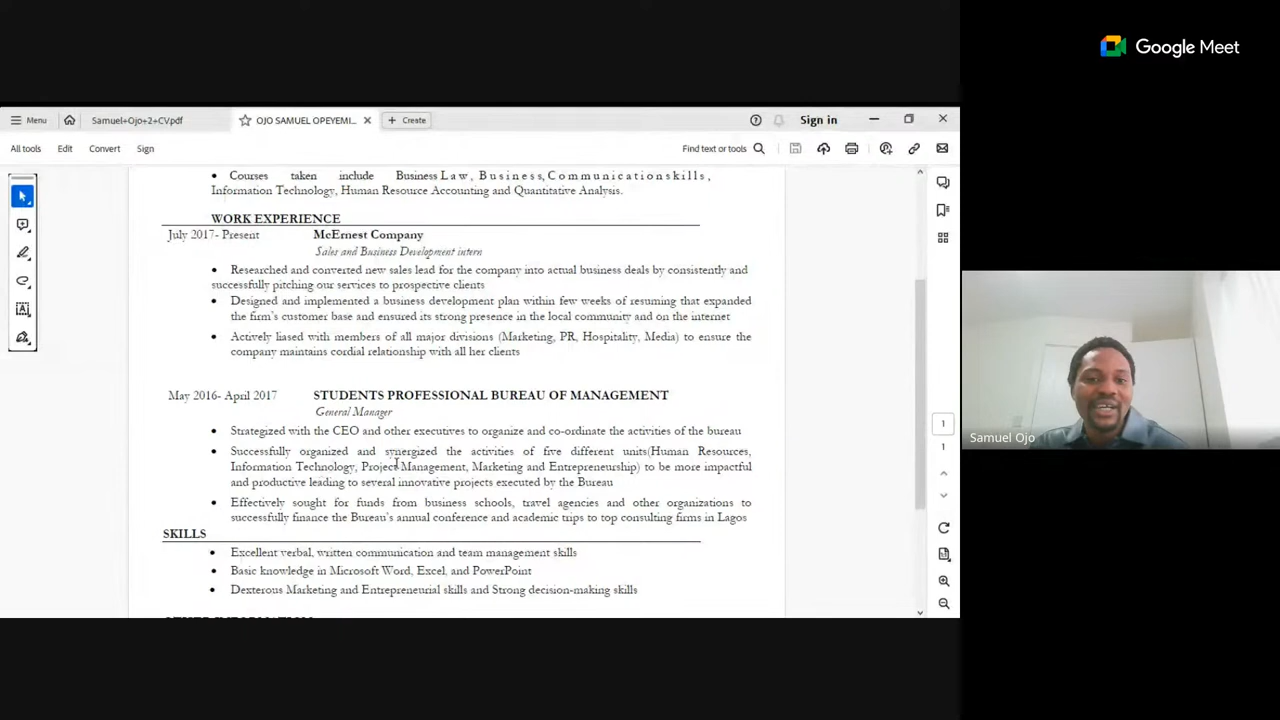 Google Meet
Menu
Samuel+Ojo+2+CV.pdf
OJO SAMUEL OPEYEMI...
+ Create
Sign in
All tools
Edit
Convert
Sign
Find text or tools
• Courses taken include Business Law, Business, Communication skills,
Information Technology, Human Resource Accounting and Quantitative Analysis.
WORK EXPERIENCE
July 2017- Present McErnest Company
Sales and Business Development intern
• Researched and converted new sales lead for the company into actual business deals by consistently and
successfully pitching our services to prospective clients
• Designed and implemented a business development plan within few weeks of resuming that expanded
the firm's customer base and ensured its strong presence in the local community and on the internet
• Actively liased with members of all major divisions (Marketing, PR, Hospitality, Media) to ensure the
company maintains cordial relationship with all her clients
May 2016- April 2017 STUDENTS PROFESSIONAL BUREAU OF MANAGEMENT
General Manager
• Strategized with the CEO and other executives to organize and co-ordinate the activities of the bureau
• Successfully organized and synergized the activities of five different units(Human Resources,
Information Technology, Project Management, Marketing and Entrepreneurship) to be more impactful
and productive leading to several innovative projects executed by the Bureau
• Effectively sought for funds from business schools, travel agencies and other organizations to
successfully finance the Bureau's annual conference and academic trips to top consulting firms in Lagos
SKILLS
• Excellent verbal, written communication and team management skills
• Basic knowledge in Microsoft Word, Excel, and PowerPoint
• Dexterous Marketing and Entrepreneurial skills and Strong decision-making skills
1
1
Samuel Ojo